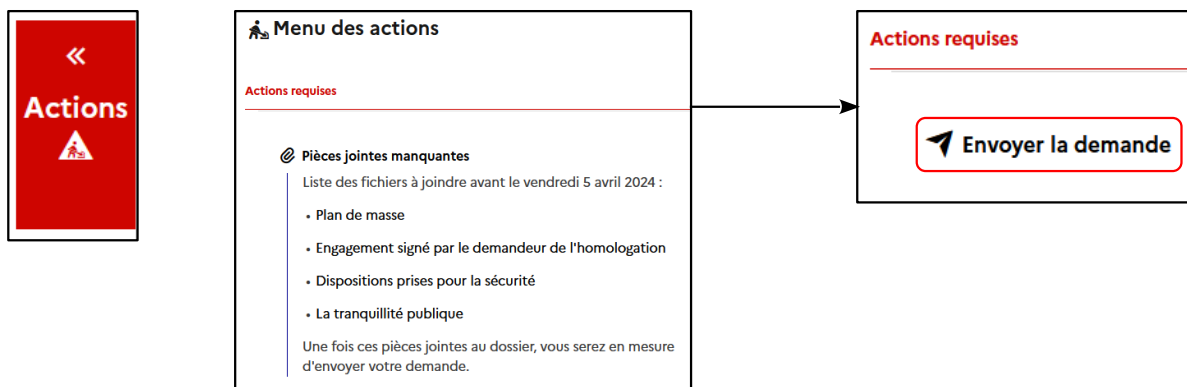 «
Actions
Menu des actions
Actions requises
Pièces jointes manquantes
Liste des fichiers à joindre avant le vendredi 5 avril 2024 :
• Plan de masse
• Engagement signé par le demandeur de l'homologation
• Dispositions prises pour la sécurité
• La tranquillité publique
Une fois ces pièces jointes au dossier, vous serez en mesure
d'envoyer votre demande.
Actions requises
Envoyer la demande